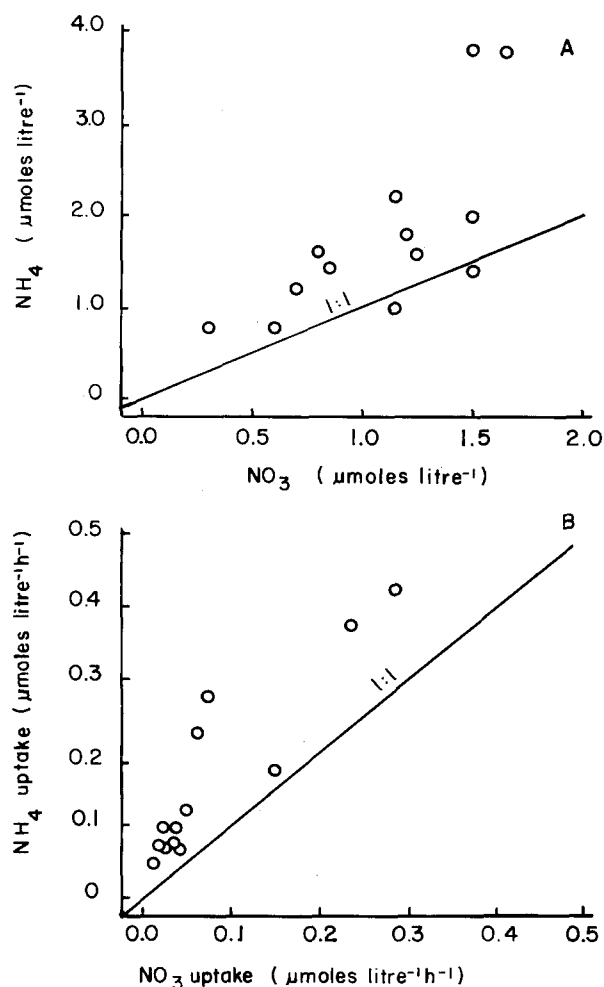 4.0
A
3.0
2.0
1.0
0
1:1
NH₄ ( µmoles litre⁻¹ )
0.0 0.5 1.0 1.5 2.0
NO₃ ( µmoles litre⁻¹ )
B
0.5
0.4
0.3
0.2
0.1
0
1:1
NH₄ uptake ( µmoles litre⁻¹h⁻¹ )
0.0 0.1 0.2 0.3 0.4 0.5
NO₃ uptake ( µmoles litre⁻¹h⁻¹ )